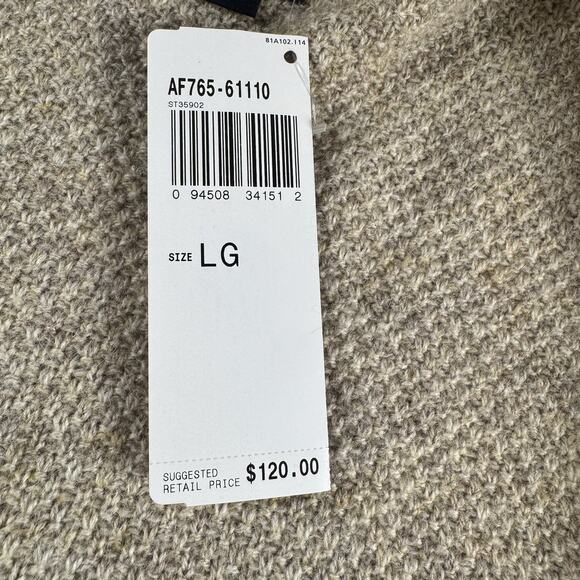 81A102.114
AF765-61110
ST35902
0 94508 34151 2
SIZE LG
SUGGESTED
RETAIL PRICE $120.00